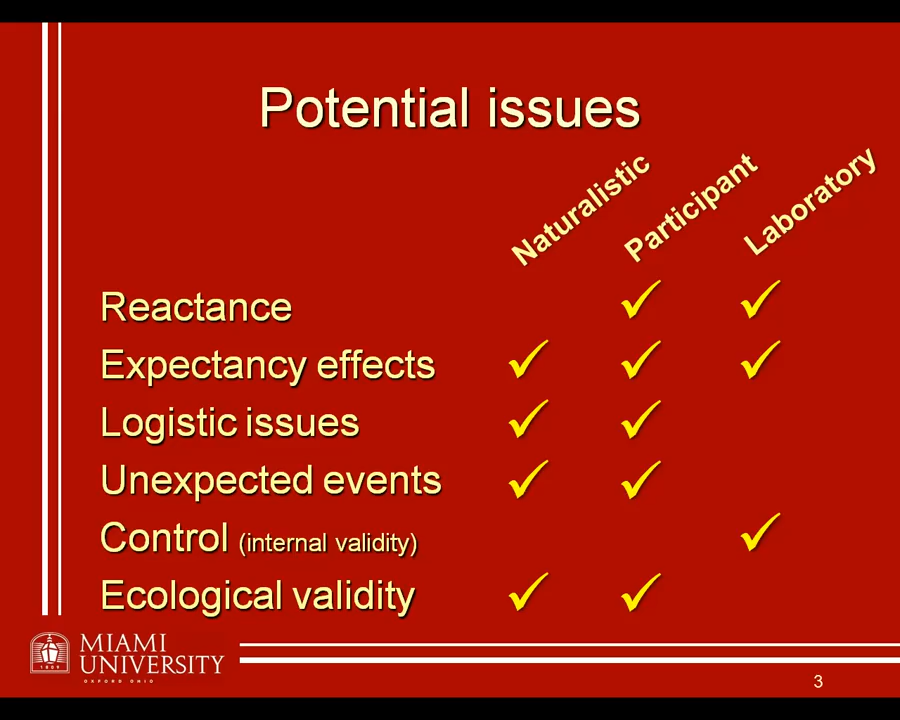 Potential issues
Naturalistic Participant Laboratory
Reactance ✓ ✓
Expectancy effects ✓ ✓ ✓
Logistic issues ✓ ✓
Unexpected events ✓ ✓
Control (internal validity) ✓
Ecological validity ✓ ✓
1809
MIAMI
UNIVERSITY
OXFORD OHIO
3